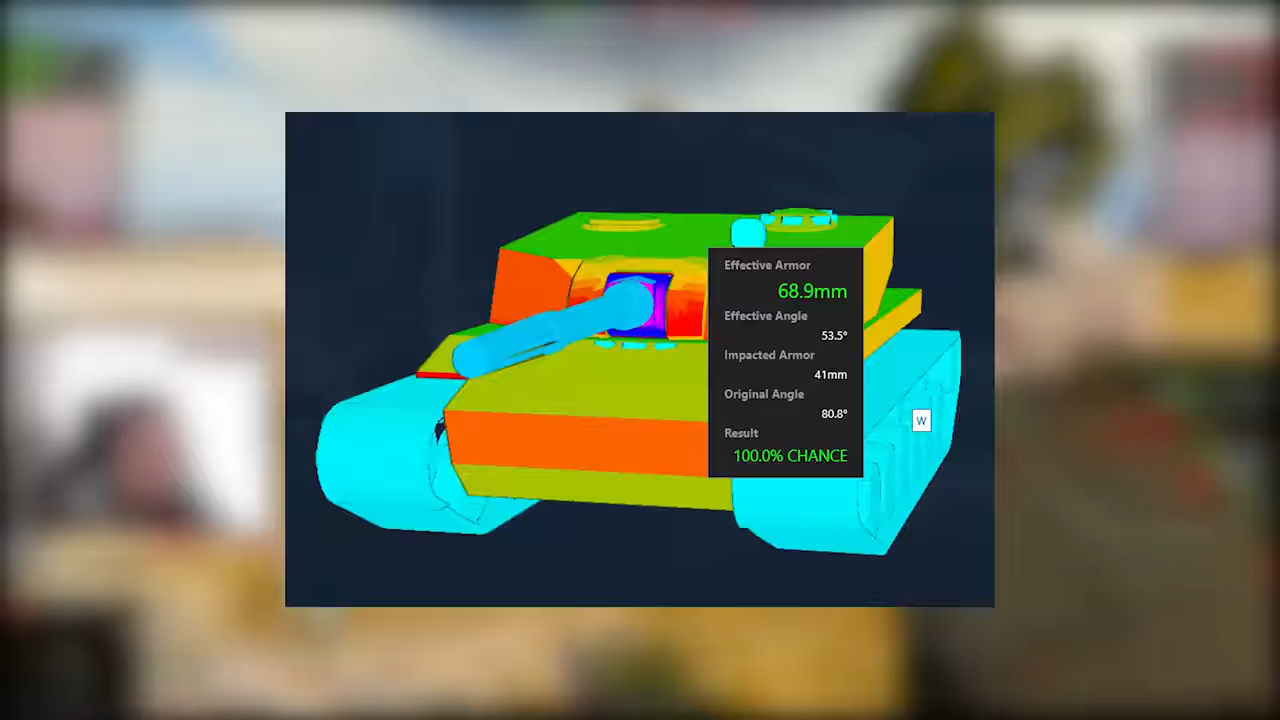 Effective Armor
68.9mm
Effective Angle
53.5°
Impacted Armor
41mm
Original Angle
80.8°
Result
100.0% CHANCE
W